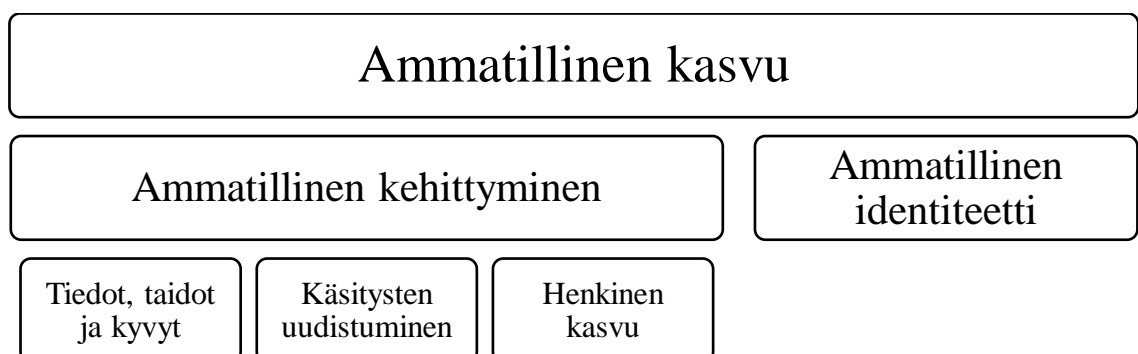 Ammatillinen kasvu
Ammatillinen kehittyminen
Ammatillinen
identiteetti
Tiedot, taidot
ja kyvyt
Käsitysten
uudistuminen
Henkinen
kasvu